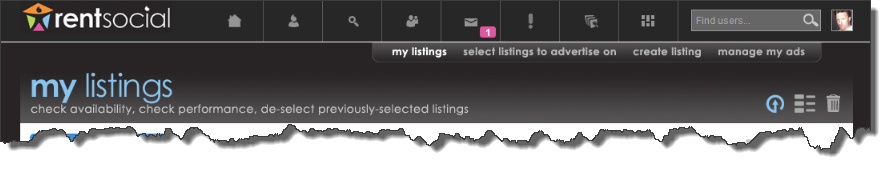 rentsocial
1
Find users...
my listings select listings to advertise on create listing manage my ads
my listings
check availability, check performance, de-select previously-selected listings